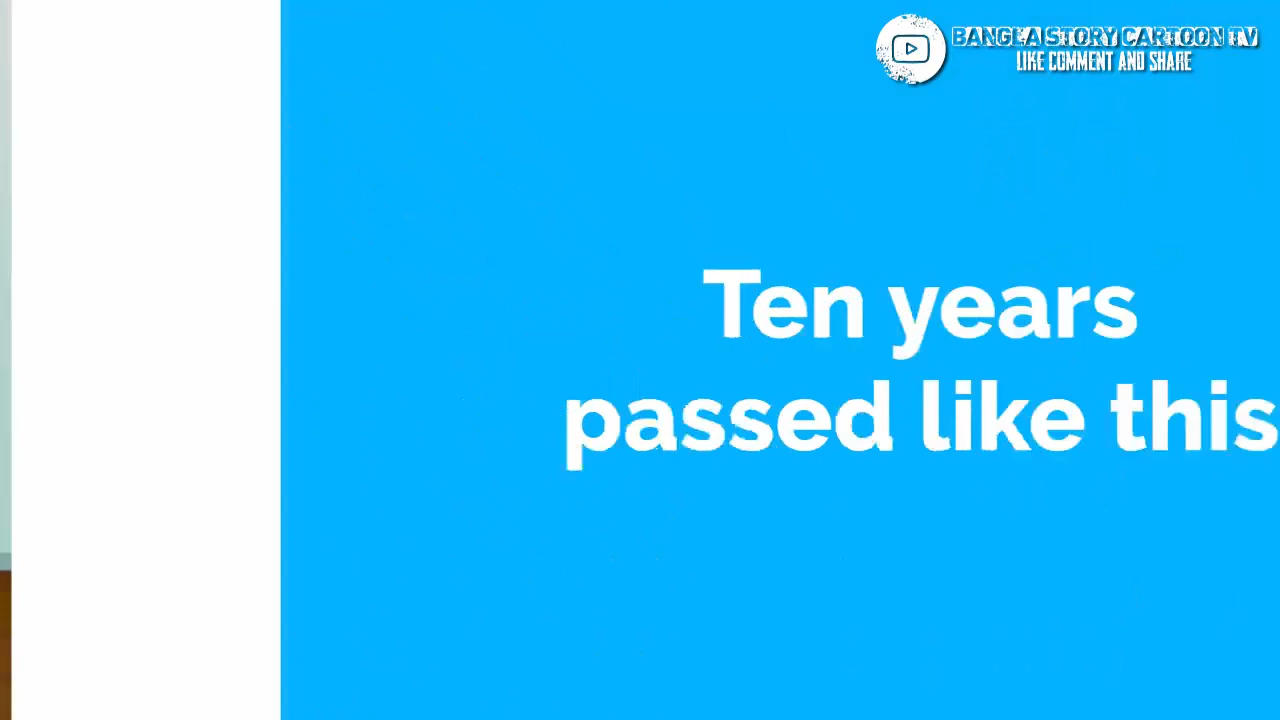 BANGLA STORY CARTOON TV
LIKE COMMENT AND SHARE
Ten years
passed like this